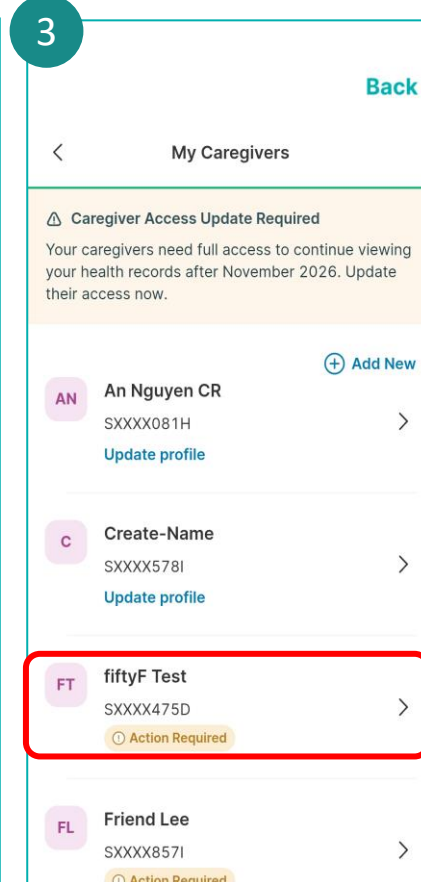 3
Back
My Caregivers
Caregiver Access Update Required
Your caregivers need full access to continue viewing
your health records after November 2026. Update
their access now.
Add New
AN
An Nguyen CR
SXXXX081H
Update profile
C
Create-Name
SXXXX578I
Update profile
FT
fiftyF Test
SXXXX475D
Action Required
FL
Friend Lee
SXXXX857I
Action Required